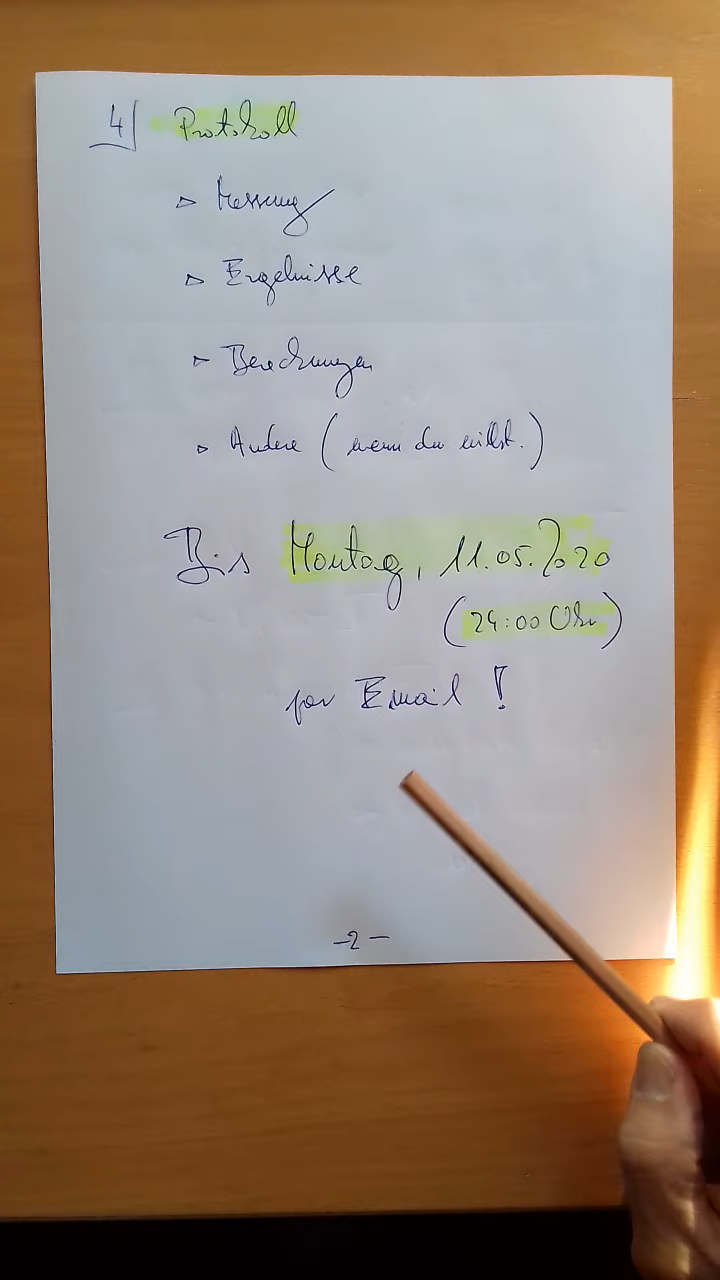 4) Protokoll
▹ Messung
▹ Ergebnisse
▹ Berechnungen
▹ Andere (wenn du willst.)
Bis Montag, 11.05.2020
(24:00 Uhr)
per Email!
-2-